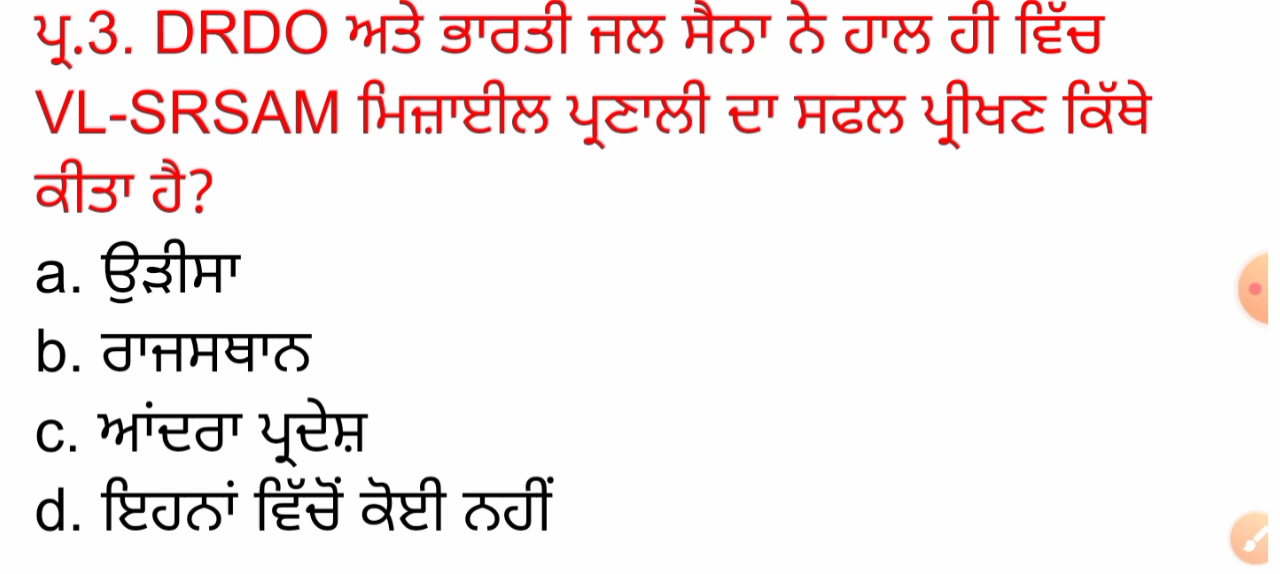 ਪ੍ਰ.3. DRDO ਅਤੇ ਭਾਰਤੀ ਜਲ ਸੈਨਾ ਨੇ ਹਾਲ ਹੀ ਵਿੱਚ
VL-SRSAM ਮਿਜ਼ਾਈਲ ਪ੍ਰਣਾਲੀ ਦਾ ਸਫਲ ਪ੍ਰੀਖਣ ਕਿੱਥੇ
ਕੀਤਾ ਹੈ?
a. ਉੜੀਸਾ
b. ਰਾਜਸਥਾਨ
c. ਆਂਦਰਾ ਪ੍ਰਦੇਸ਼
d. ਇਹਨਾਂ ਵਿੱਚੋਂ ਕੋਈ ਨਹੀਂ